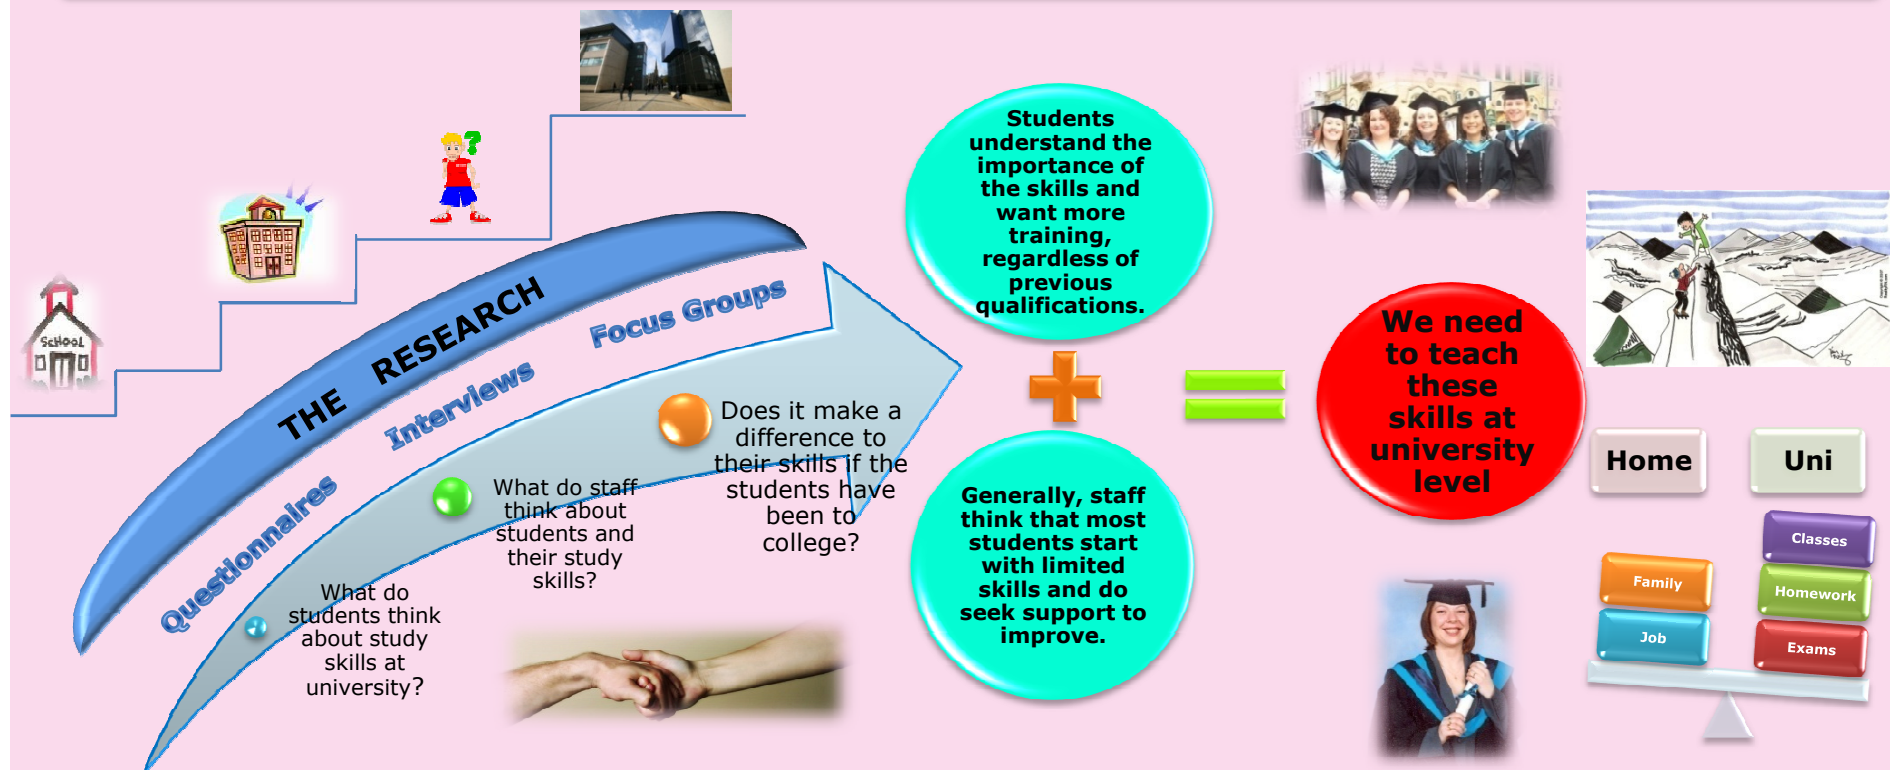 SCHOOL
THE RESEARCH
Questionnaires
Interviews
Focus Groups
What do
students think
about study
skills at
university?
What do staff
think about
students and
their study
skills?
Does it make a
difference to
their skills if the
students have
been to
college?
Students
understand the
importance of
the skills and
want more
training,
regardless of
previous
qualifications.
Generally, staff
think that most
students start
with limited
skills and do
seek support to
improve.
We need
to teach
these
skills at
university
level
Home
Uni
Family
Job
Classes
Homework
Exams